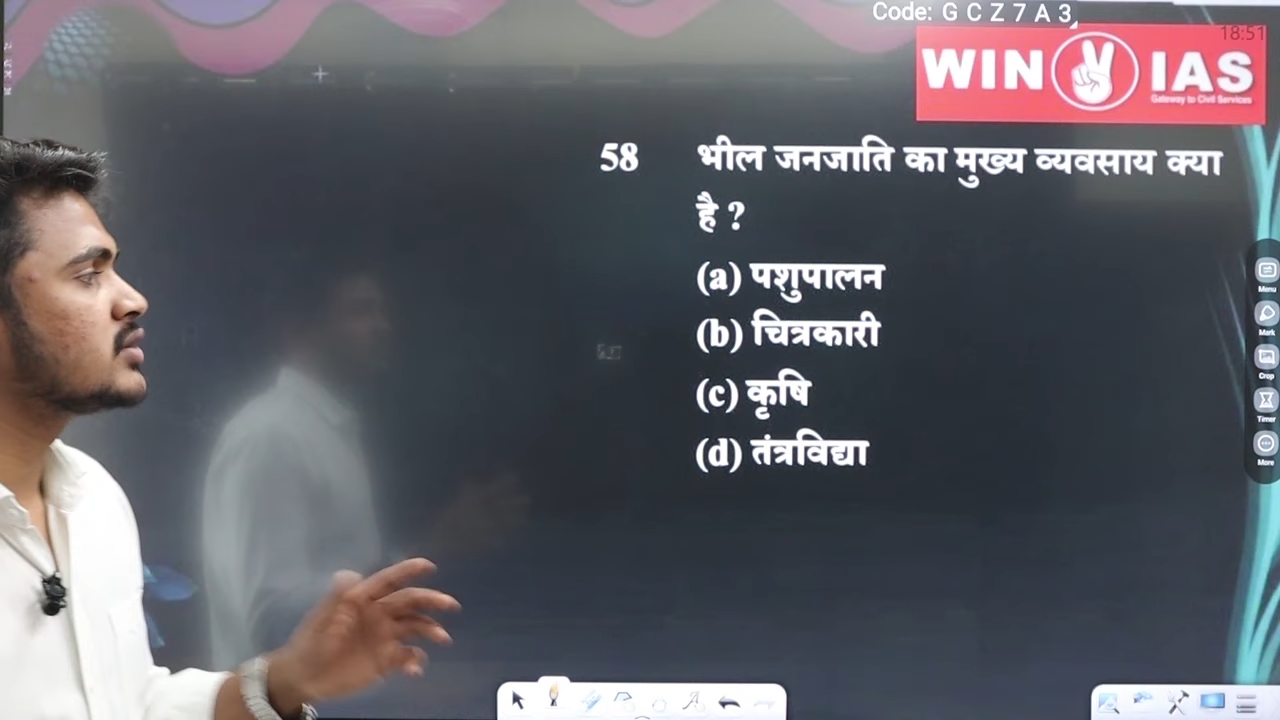 Code: G C Z 7 A 3
18:51
WIN IAS
Gateway to Civil Services
58 भील जनजाति का मुख्य व्यवसाय क्या
है ?
(a) पशुपालन
(b) चित्रकारी
(c) कृषि
(d) तंत्रविद्या
Menu
Mark
Crop
Timer
More